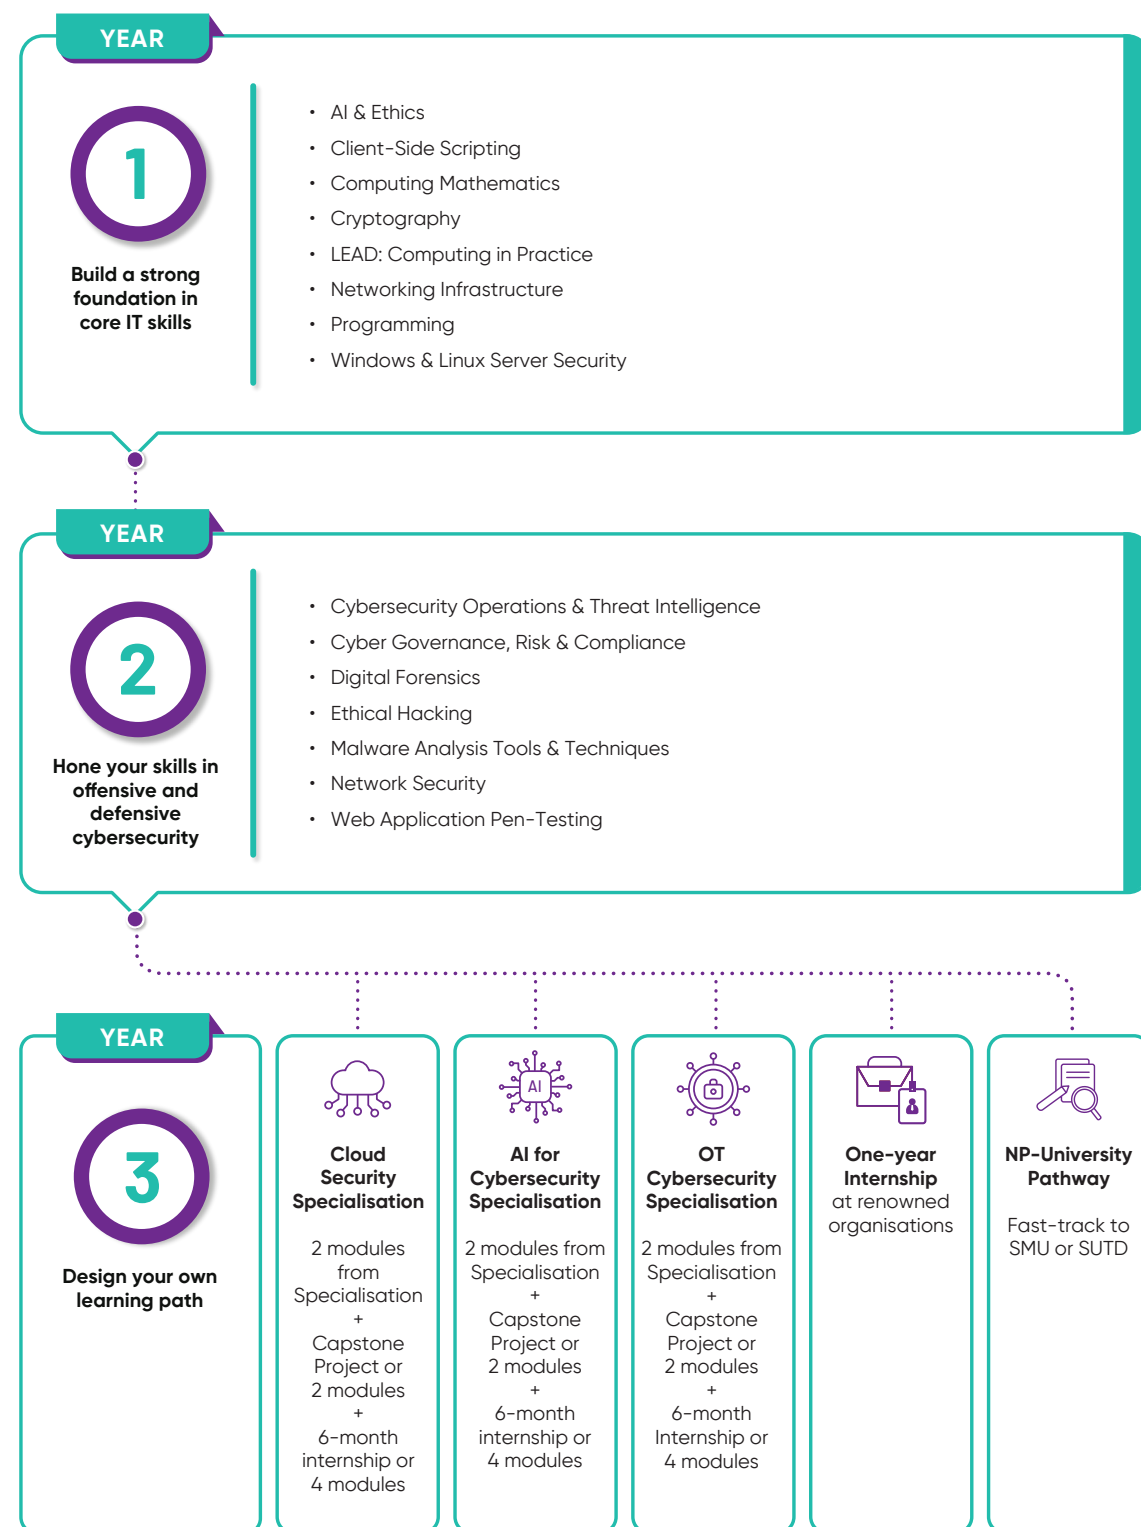 YEAR
1
Build a strong
foundation in
core IT skills
• AI & Ethics
• Client-Side Scripting
• Computing Mathematics
• Cryptography
• LEAD: Computing in Practice
• Networking Infrastructure
• Programming
• Windows & Linux Server Security
YEAR
2
Hone your skills in
offensive and
defensive
cybersecurity
• Cybersecurity Operations & Threat Intelligence
• Cyber Governance, Risk & Compliance
• Digital Forensics
• Ethical Hacking
• Malware Analysis Tools & Techniques
• Network Security
• Web Application Pen-Testing
YEAR
3
Design your own
learning path
Cloud
Security
Specialisation
2 modules
from
Specialisation
+
Capstone
Project or
2 modules
+
6-month
internship or
4 modules
AI
AI for
Cybersecurity
Specialisation
2 modules from
Specialisation
+
Capstone
Project or
2 modules
+
6-month
internship or
4 modules
OT
Cybersecurity
Specialisation
2 modules from
Specialisation
+
Capstone
Project or
2 modules
+
6-month
Internship or
4 modules
One-year
Internship
at renowned
organisations
NP-University
Pathway
Fast-track to
SMU or SUTD